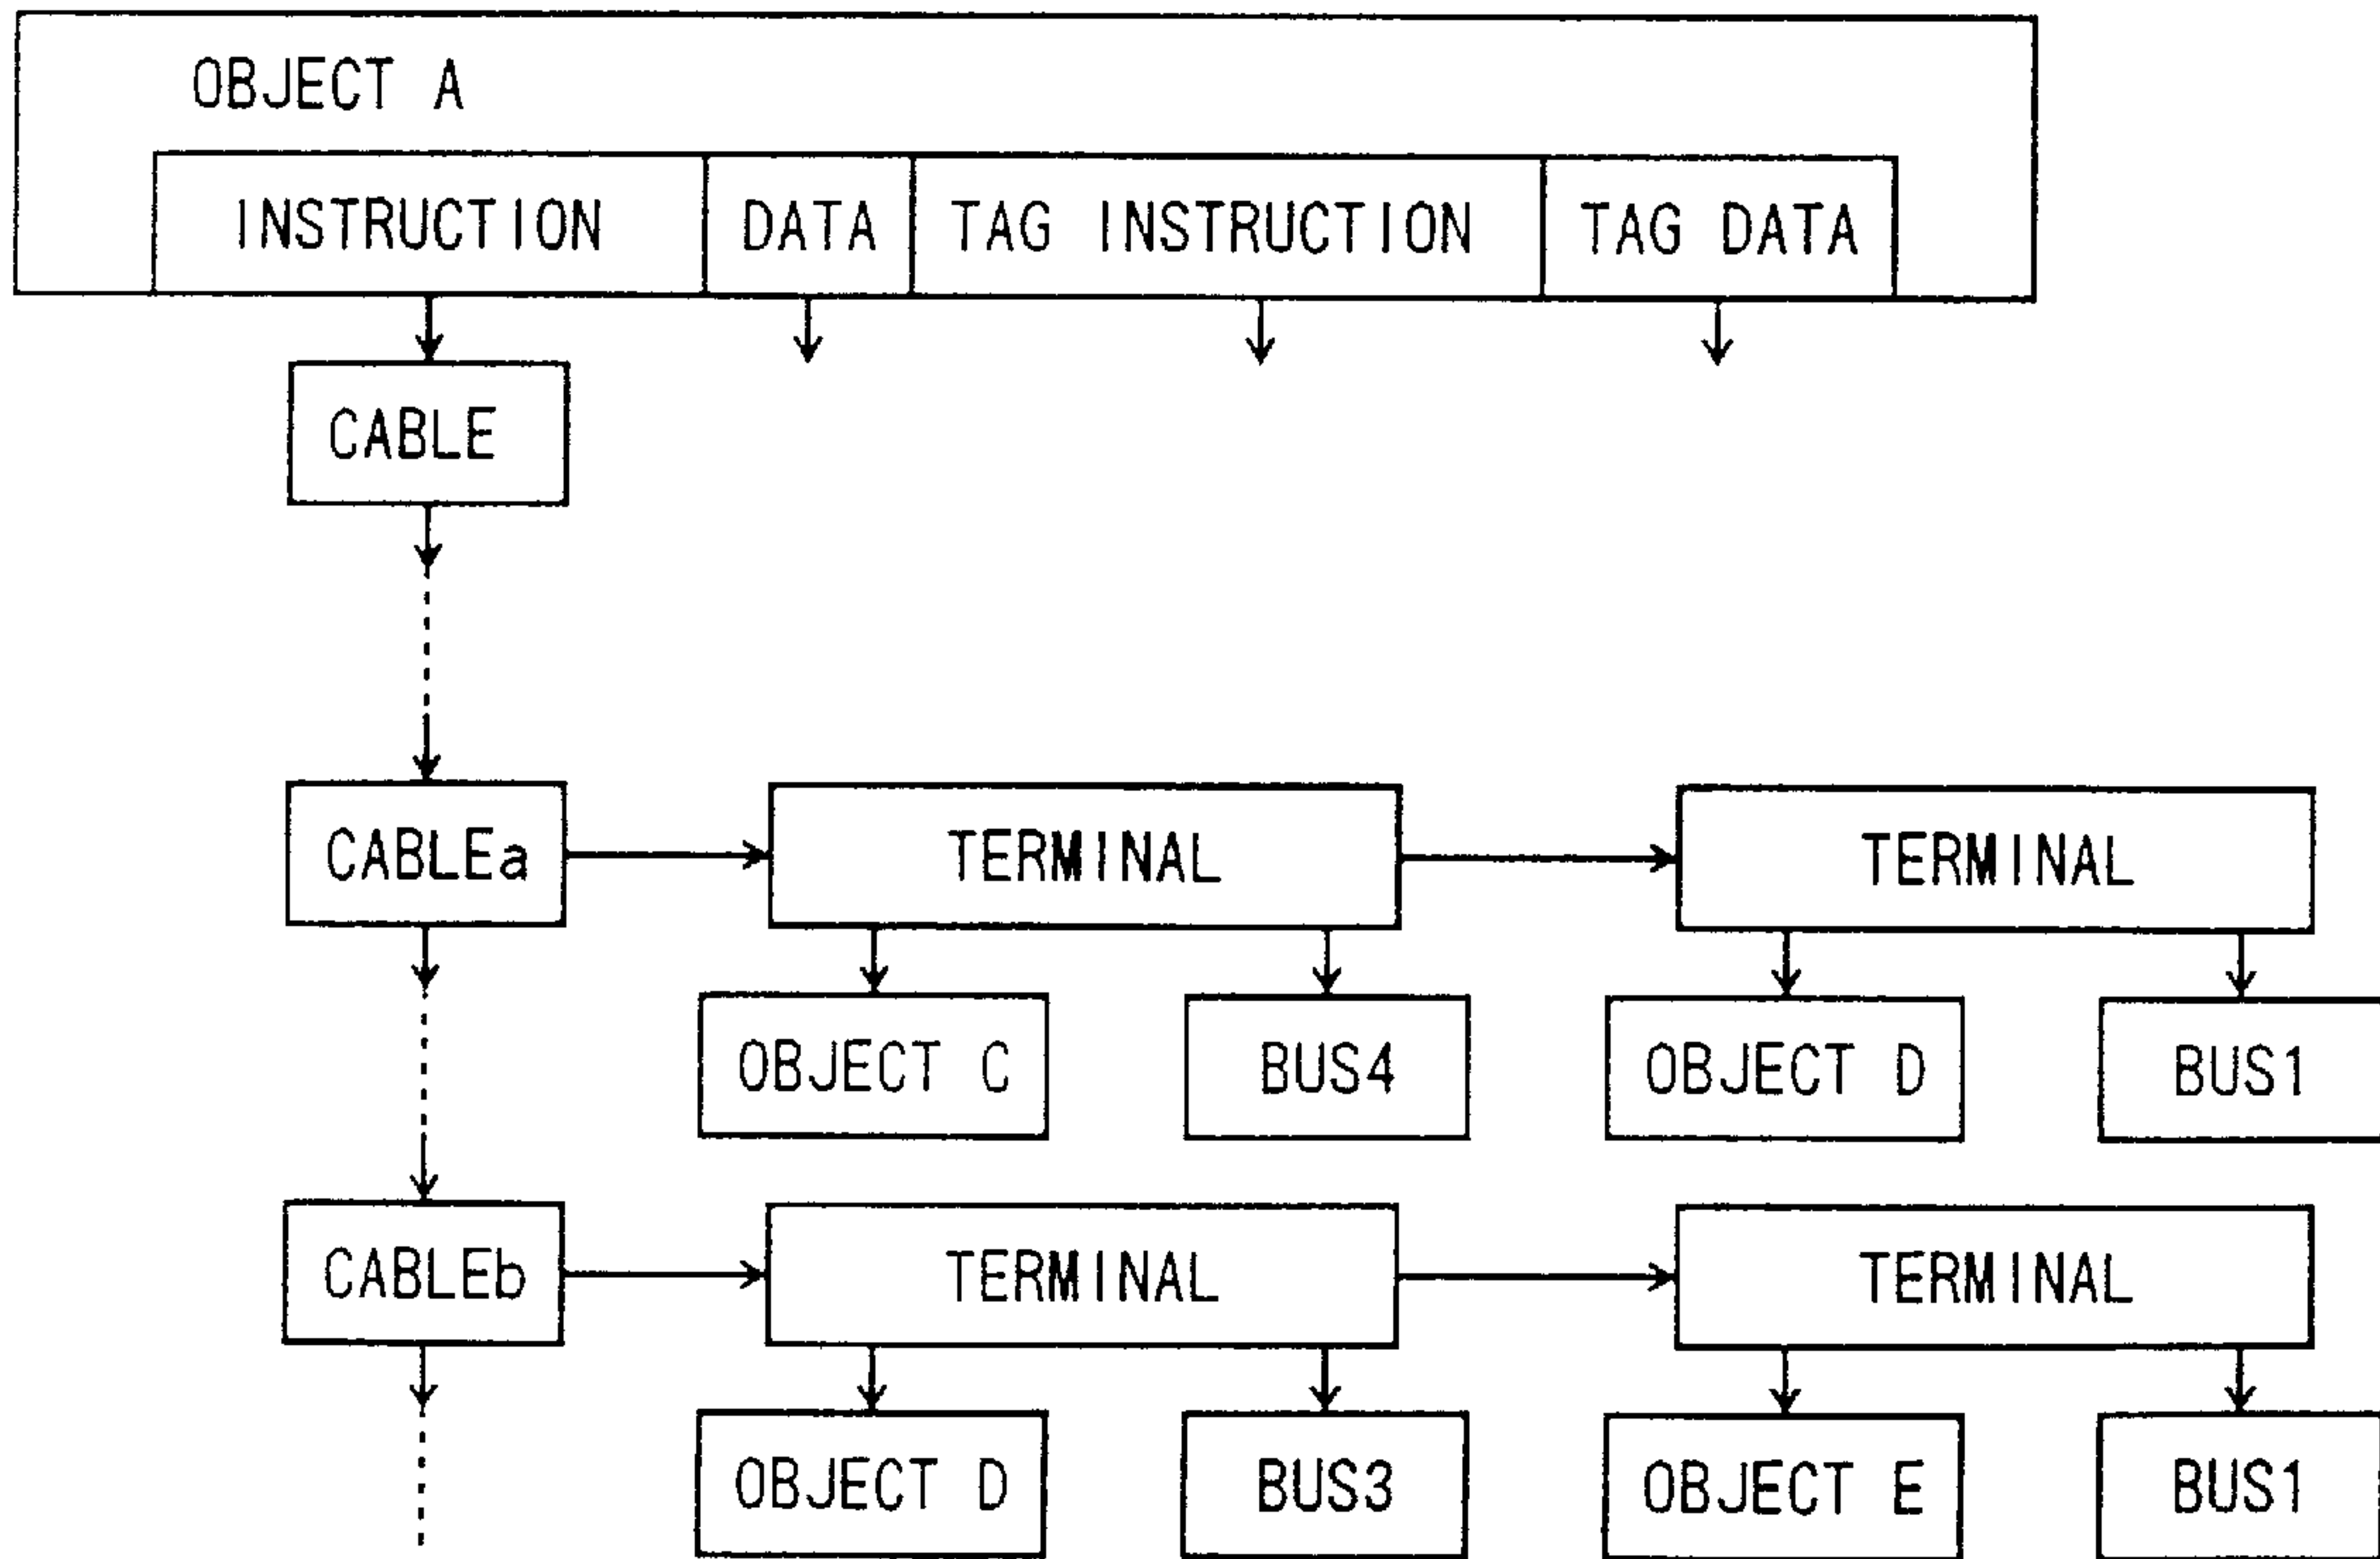 OBJECT A
INSTRUCTION DATA TAG INSTRUCTION TAG DATA
CABLE
CABLEa TERMINAL TERMINAL
OBJECT C BUS4 OBJECT D BUS1
CABLEb TERMINAL TERMINAL
OBJECT D BUS3 OBJECT E BUS1